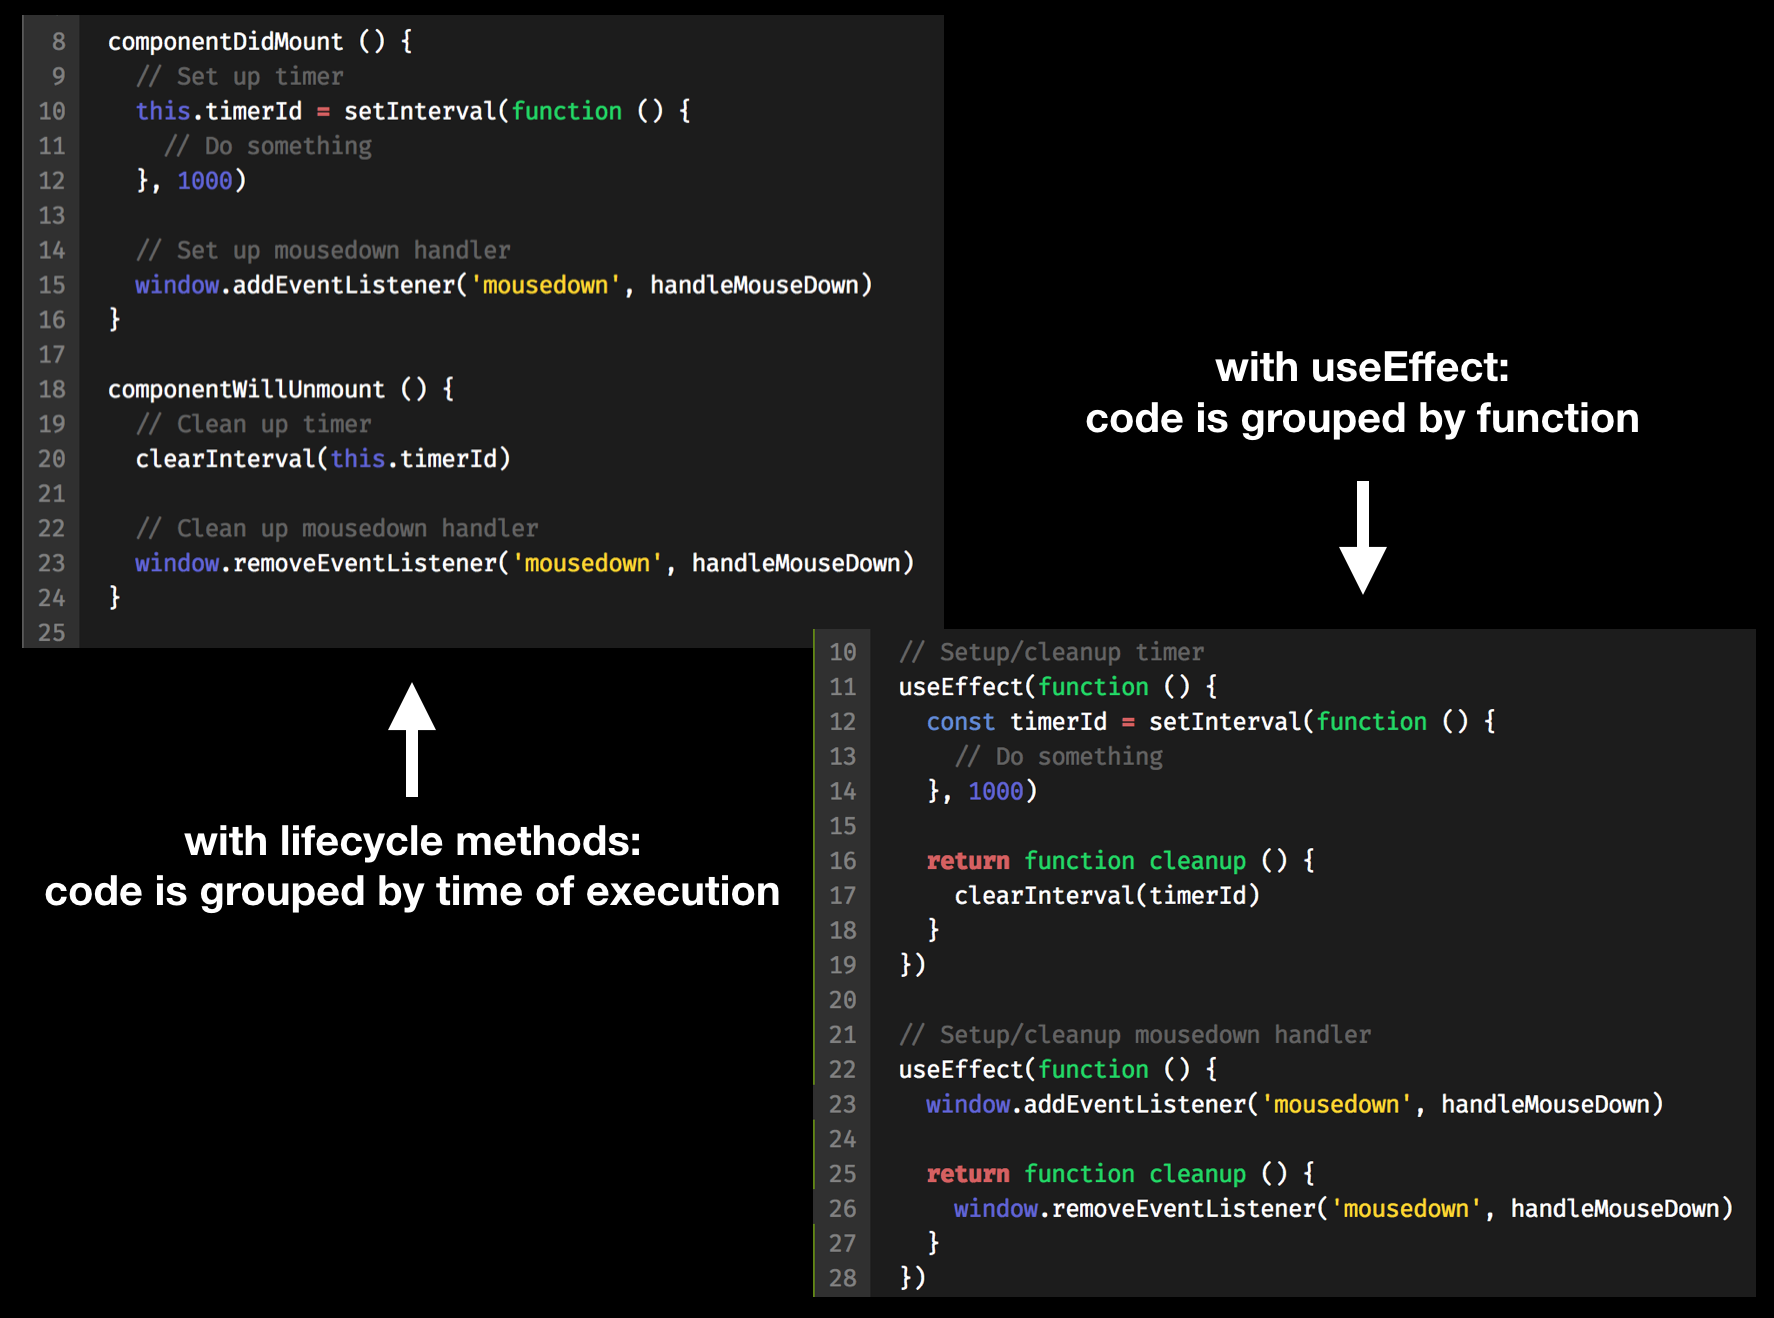 8 componentDidMount () {
9   // Set up timer
10   this.timerId = setInterval(function () {
11     // Do something
12   }, 1000)
13
14   // Set up mousedown handler
15   window.addEventListener('mousedown', handleMouseDown)
16 }
17
18 componentWillUnmount () {
19   // Clean up timer
20   clearInterval(this.timerId)
21
22   // Clean up mousedown handler
23   window.removeEventListener('mousedown', handleMouseDown)
24 }
25
with lifecycle methods:
code is grouped by time of execution
with useEffect:
code is grouped by function
10 // Setup/cleanup timer
11 useEffect(function () {
12   const timerId = setInterval(function () {
13     // Do something
14   }, 1000)
15
16   return function cleanup () {
17     clearInterval(timerId)
18   }
19 })
20
21 // Setup/cleanup mousedown handler
22 useEffect(function () {
23   window.addEventListener('mousedown', handleMouseDown)
24
25   return function cleanup () {
26     window.removeEventListener('mousedown', handleMouseDown)
27   }
28 })